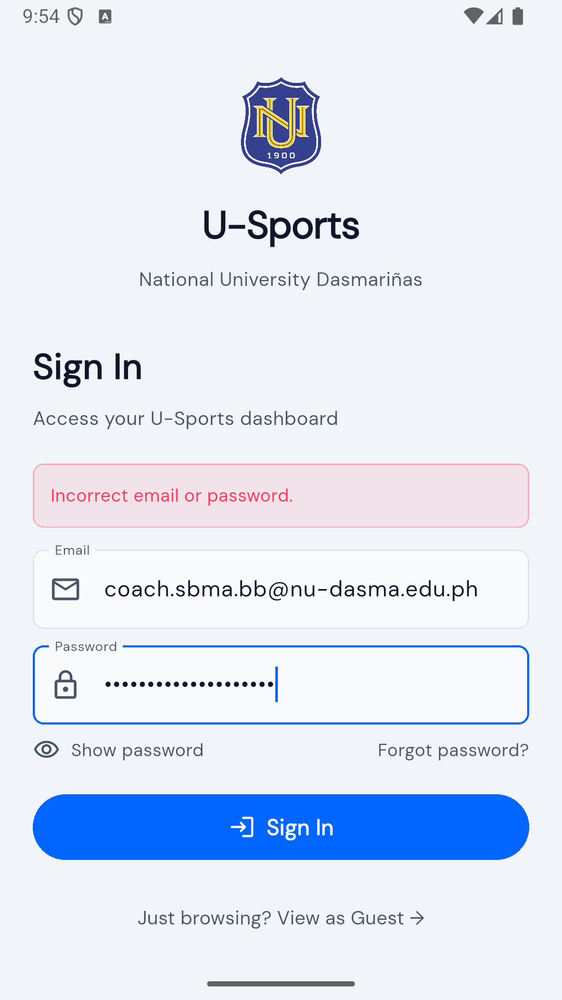 9:54
A
NU
1900
U-Sports
National University Dasmariñas
Sign In
Access your U-Sports dashboard
Incorrect email or password.
Email
coach.sbma.bb@nu-dasma.edu.ph
Password
••••••••••••••••••••
Show password
Forgot password?
Sign In
Just browsing? View as Guest →